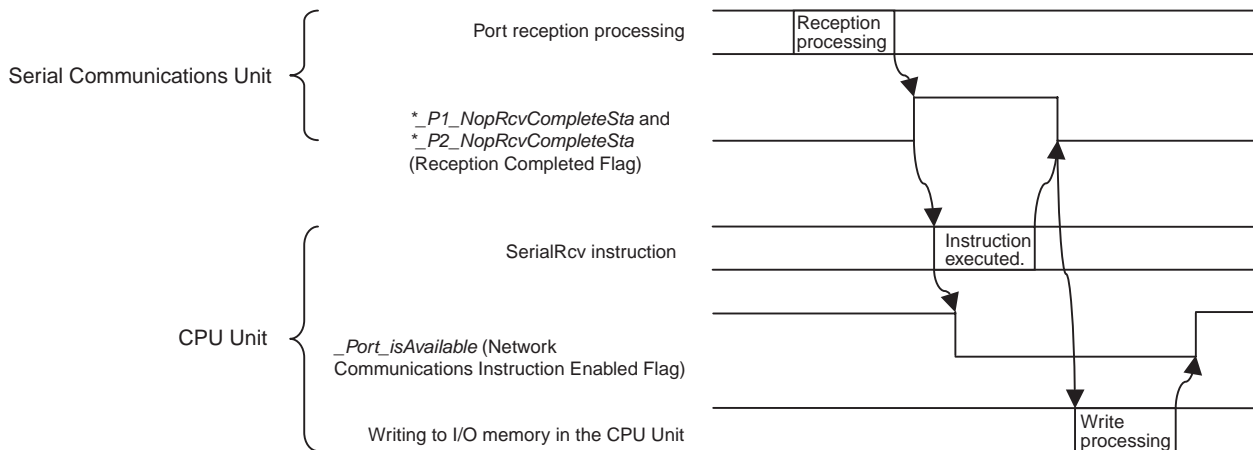 Port reception processing
Reception
processing
Serial Communications Unit
*_P1_NopRcvCompleteSta and
*_P2_NopRcvCompleteSta
(Reception Completed Flag)
SerialRcv instruction
Instruction
executed.
CPU Unit
_Port_isAvailable (Network
Communications Instruction Enabled Flag)
Writing to I/O memory in the CPU Unit
Write
processing